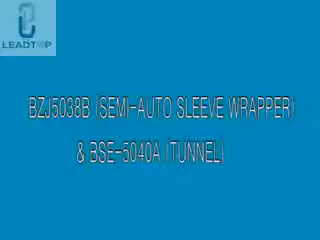 LEADTOP
BZJ5038B (SEMI-AUTO SLEEVE WRAPPER)
& BSE-5040A (TUNNEL)